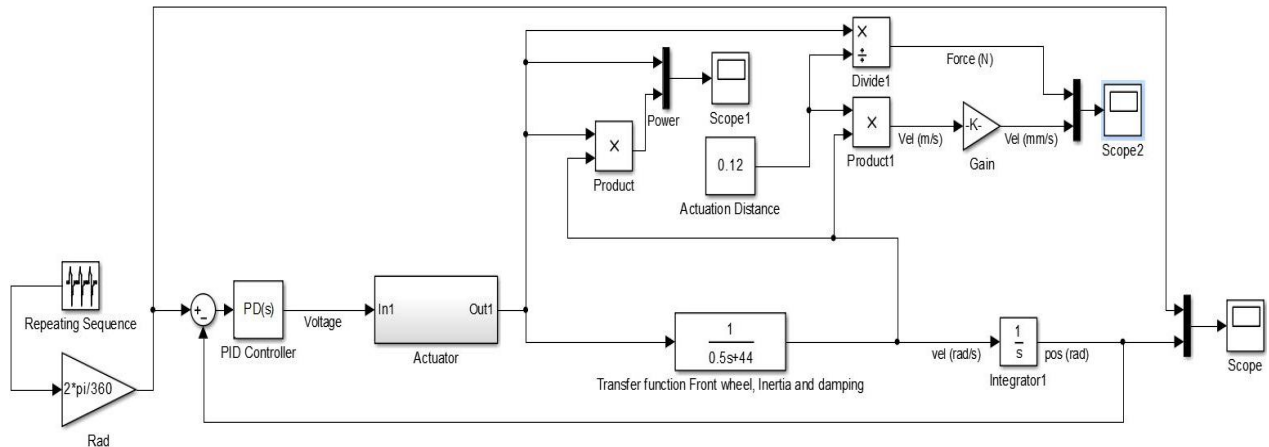 ×
÷
Divide1
Force (N)
Power
Scope1
×
Product
0.12
Actuation Distance
×
Product1
Vel (m/s)
-K-
Gain
Vel (mm/s)
Scope2
Repeating Sequence
2*pi/360
Rad
+
-
PD(s)
PID Controller
Voltage
In1
Out1
Actuator
1
0.5s+44
Transfer function Front wheel, Inertia and damping
vel (rad/s)
1
s
Integrator1
pos (rad)
Scope